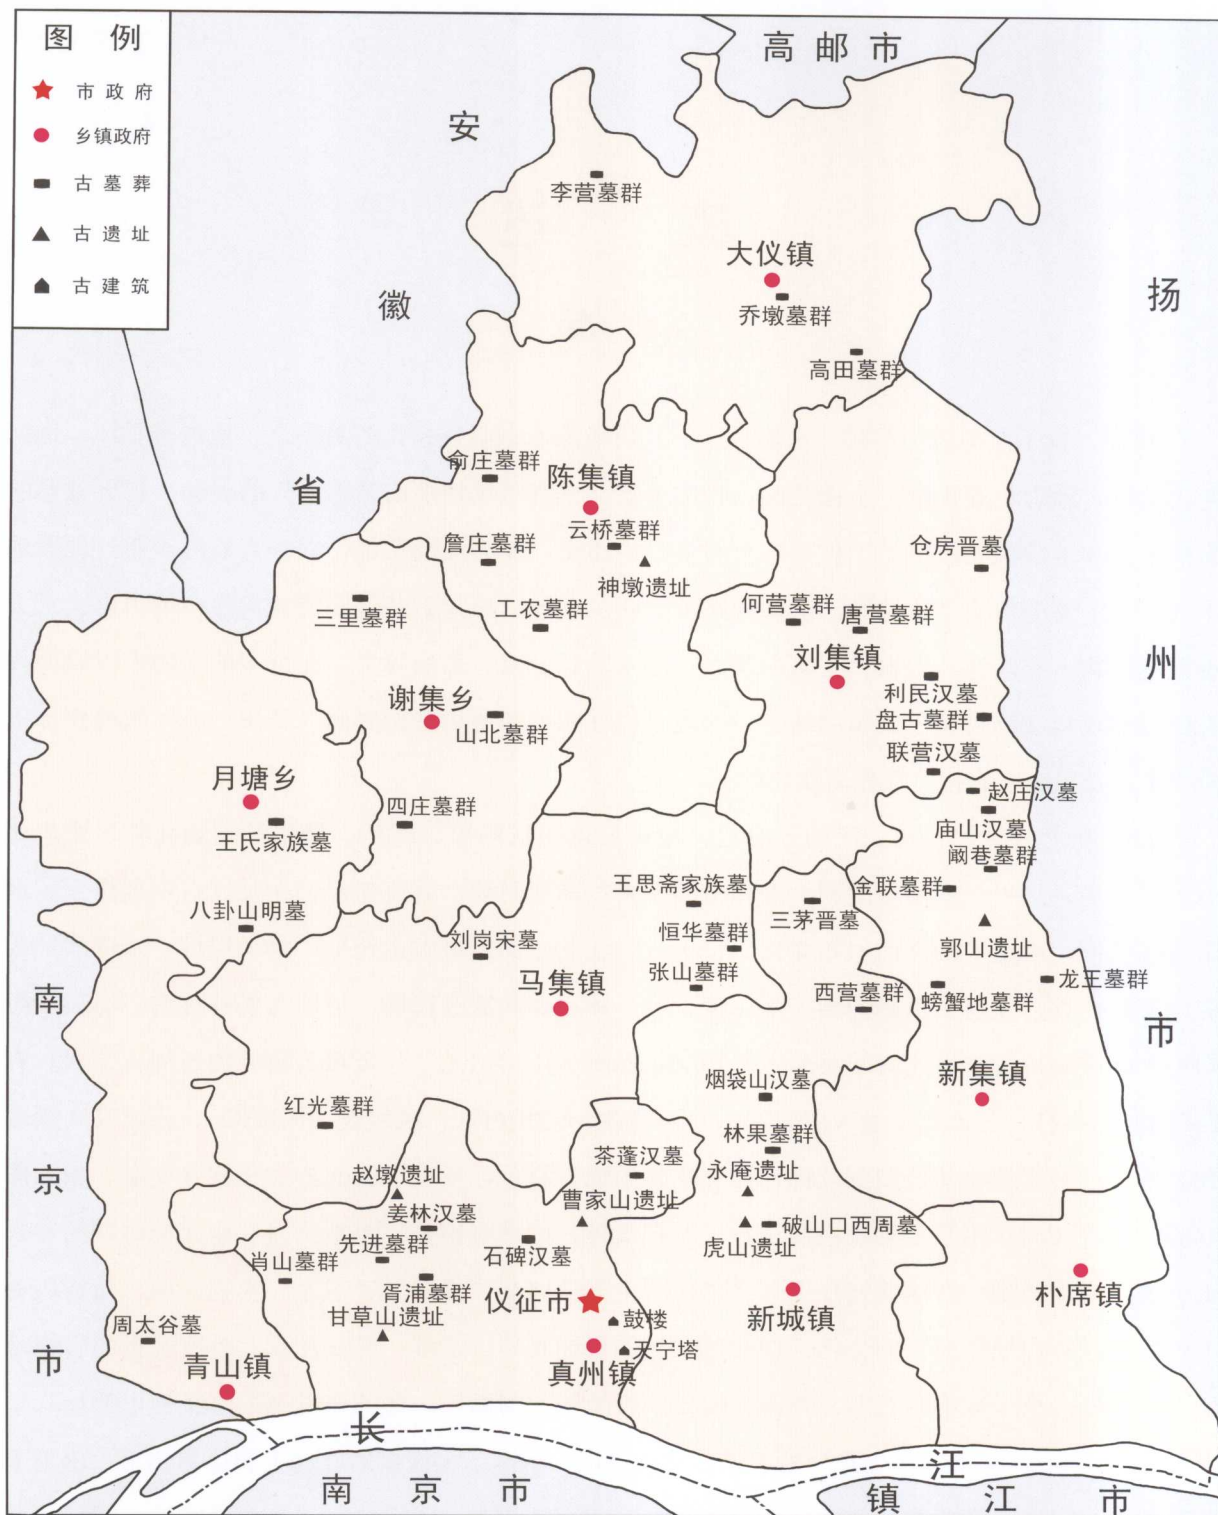 图 例
市 政 府
乡镇政府
古 墓 葬
古 遗 址
古 建 筑
高 邮 市
安
徽
省
扬
州
市
李营墓群
大仪镇
乔墩墓群
高田墓群
俞庄墓群
陈集镇
云桥墓群
詹庄墓群
神墩遗址
工农墓群
仓房晋墓
何营墓群
唐营墓群
刘集镇
利民汉墓
盘古墓群
联营汉墓
三里墓群
谢集乡
山北墓群
四庄墓群
月塘乡
王氏家族墓
八卦山明墓
赵庄汉墓
庙山汉墓
阚巷墓群
金联墓群
郭山遗址
龙王墓群
螃蟹地墓群
新集镇
王思斋家族墓
恒华墓群
张山墓群
刘岗宋墓
马集镇
三茅晋墓
西营墓群
烟袋山汉墓
林果墓群
永庵遗址
破山口西周墓
虎山遗址
新城镇
红光墓群
茶蓬汉墓
曹家山遗址
赵墩遗址
姜林汉墓
先进墓群
石碑汉墓
肖山墓群
胥浦墓群
甘草山遗址
仪征市
鼓楼
天宁塔
真州镇
周太谷墓
青山镇
朴席镇
南
京
市
长
江
南 京 市
镇 江 市